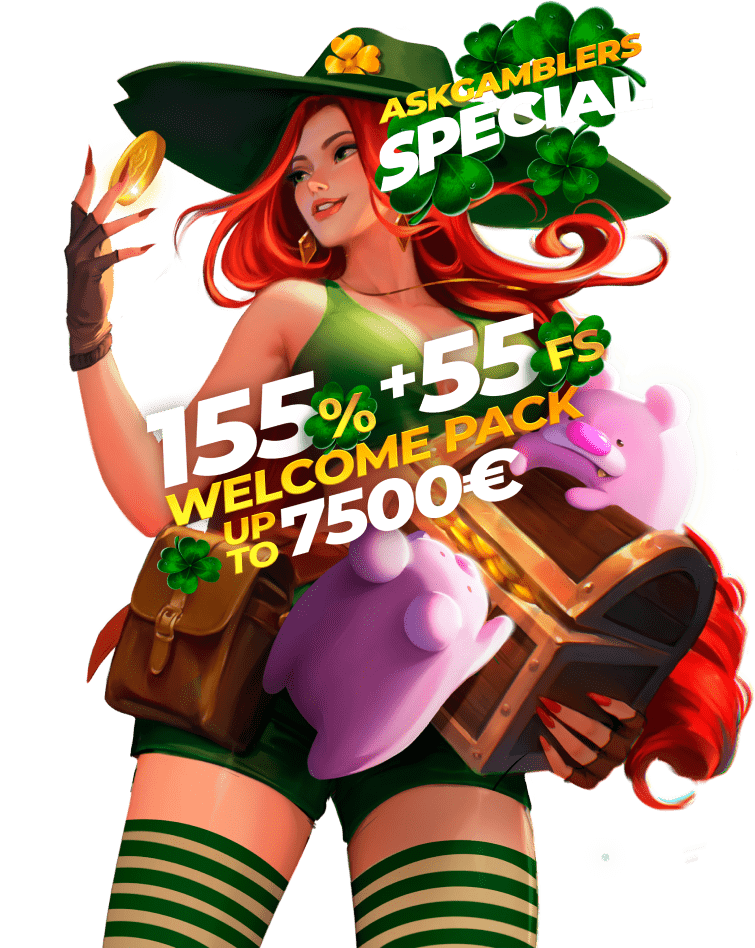 ASKGAMBLERS
SPECIAL
155% +55 FS
WELCOME PACK
UP TO 7500€